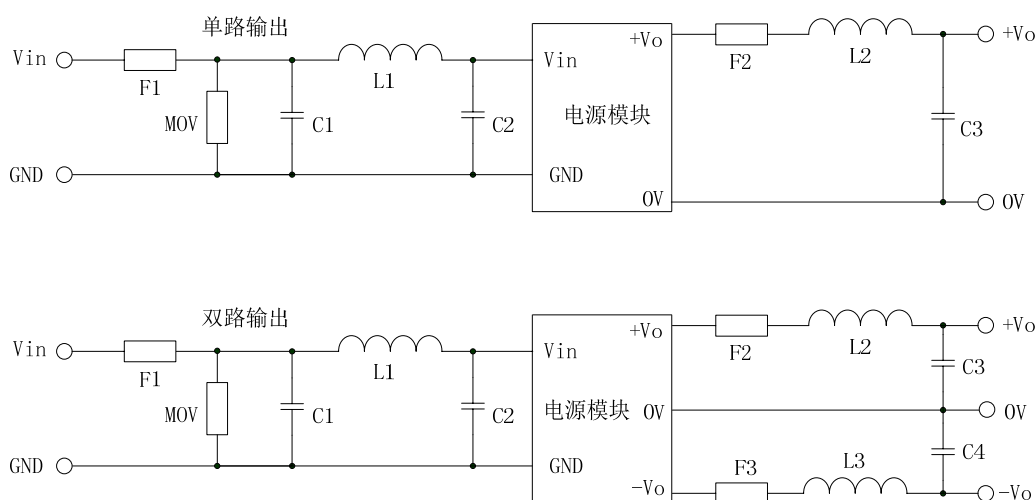 单路输出
Vin
F1
MOV
C1
L1
C2
GND
Vin
+Vo
电源模块
GND
0V
F2
L2
C3
+Vo
0V
双路输出
Vin
F1
MOV
C1
L1
C2
GND
Vin
+Vo
电源模块
0V
GND
-Vo
F2
L2
C3
C4
F3
L3
+Vo
0V
-Vo